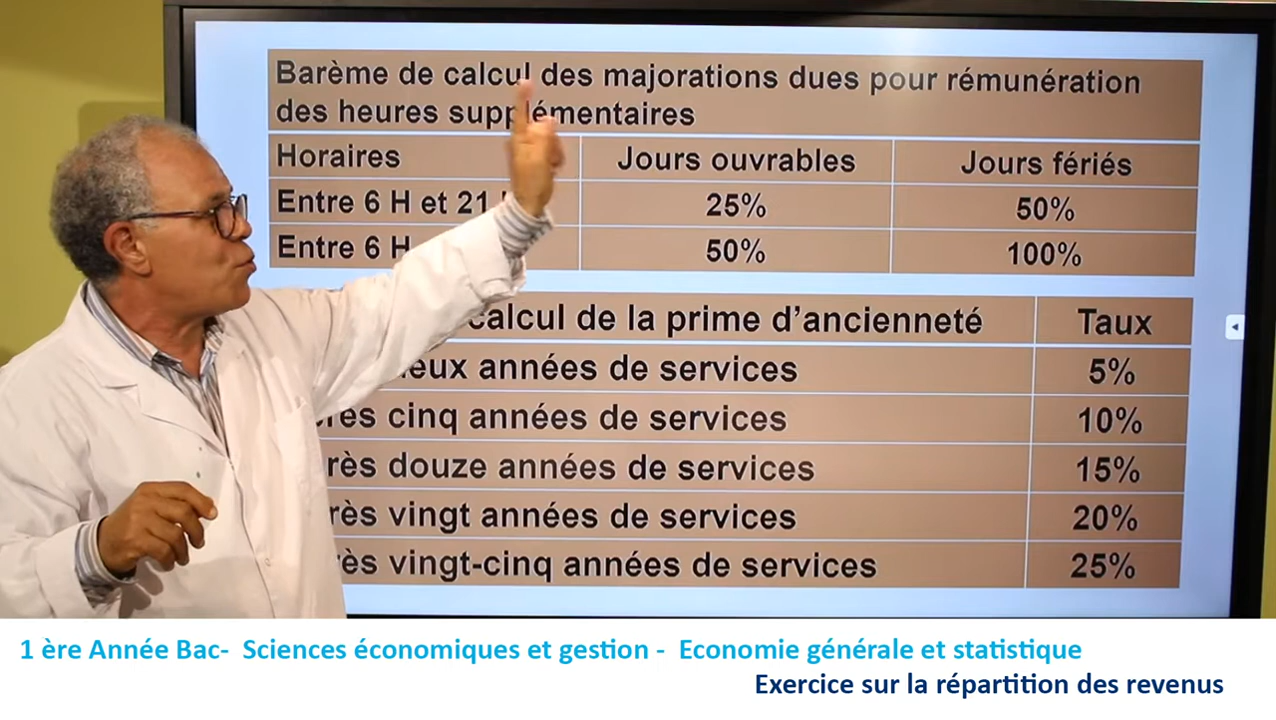 Barème de calcul des majorations dues pour rémunération
des heures supplémentaires
Horaires Jours ouvrables Jours fériés
Entre 6 H et 21 25% 50%
Entre 6 H 50% 100%
calcul de la prime d'ancienneté Taux
années de services 5%
cinq années de services 10%
douze années de services 15%
vingt années de services 20%
vingt-cinq années de services 25%
1 ère Année Bac- Sciences économiques et gestion - Economie générale et statistique
Exercice sur la répartition des revenus